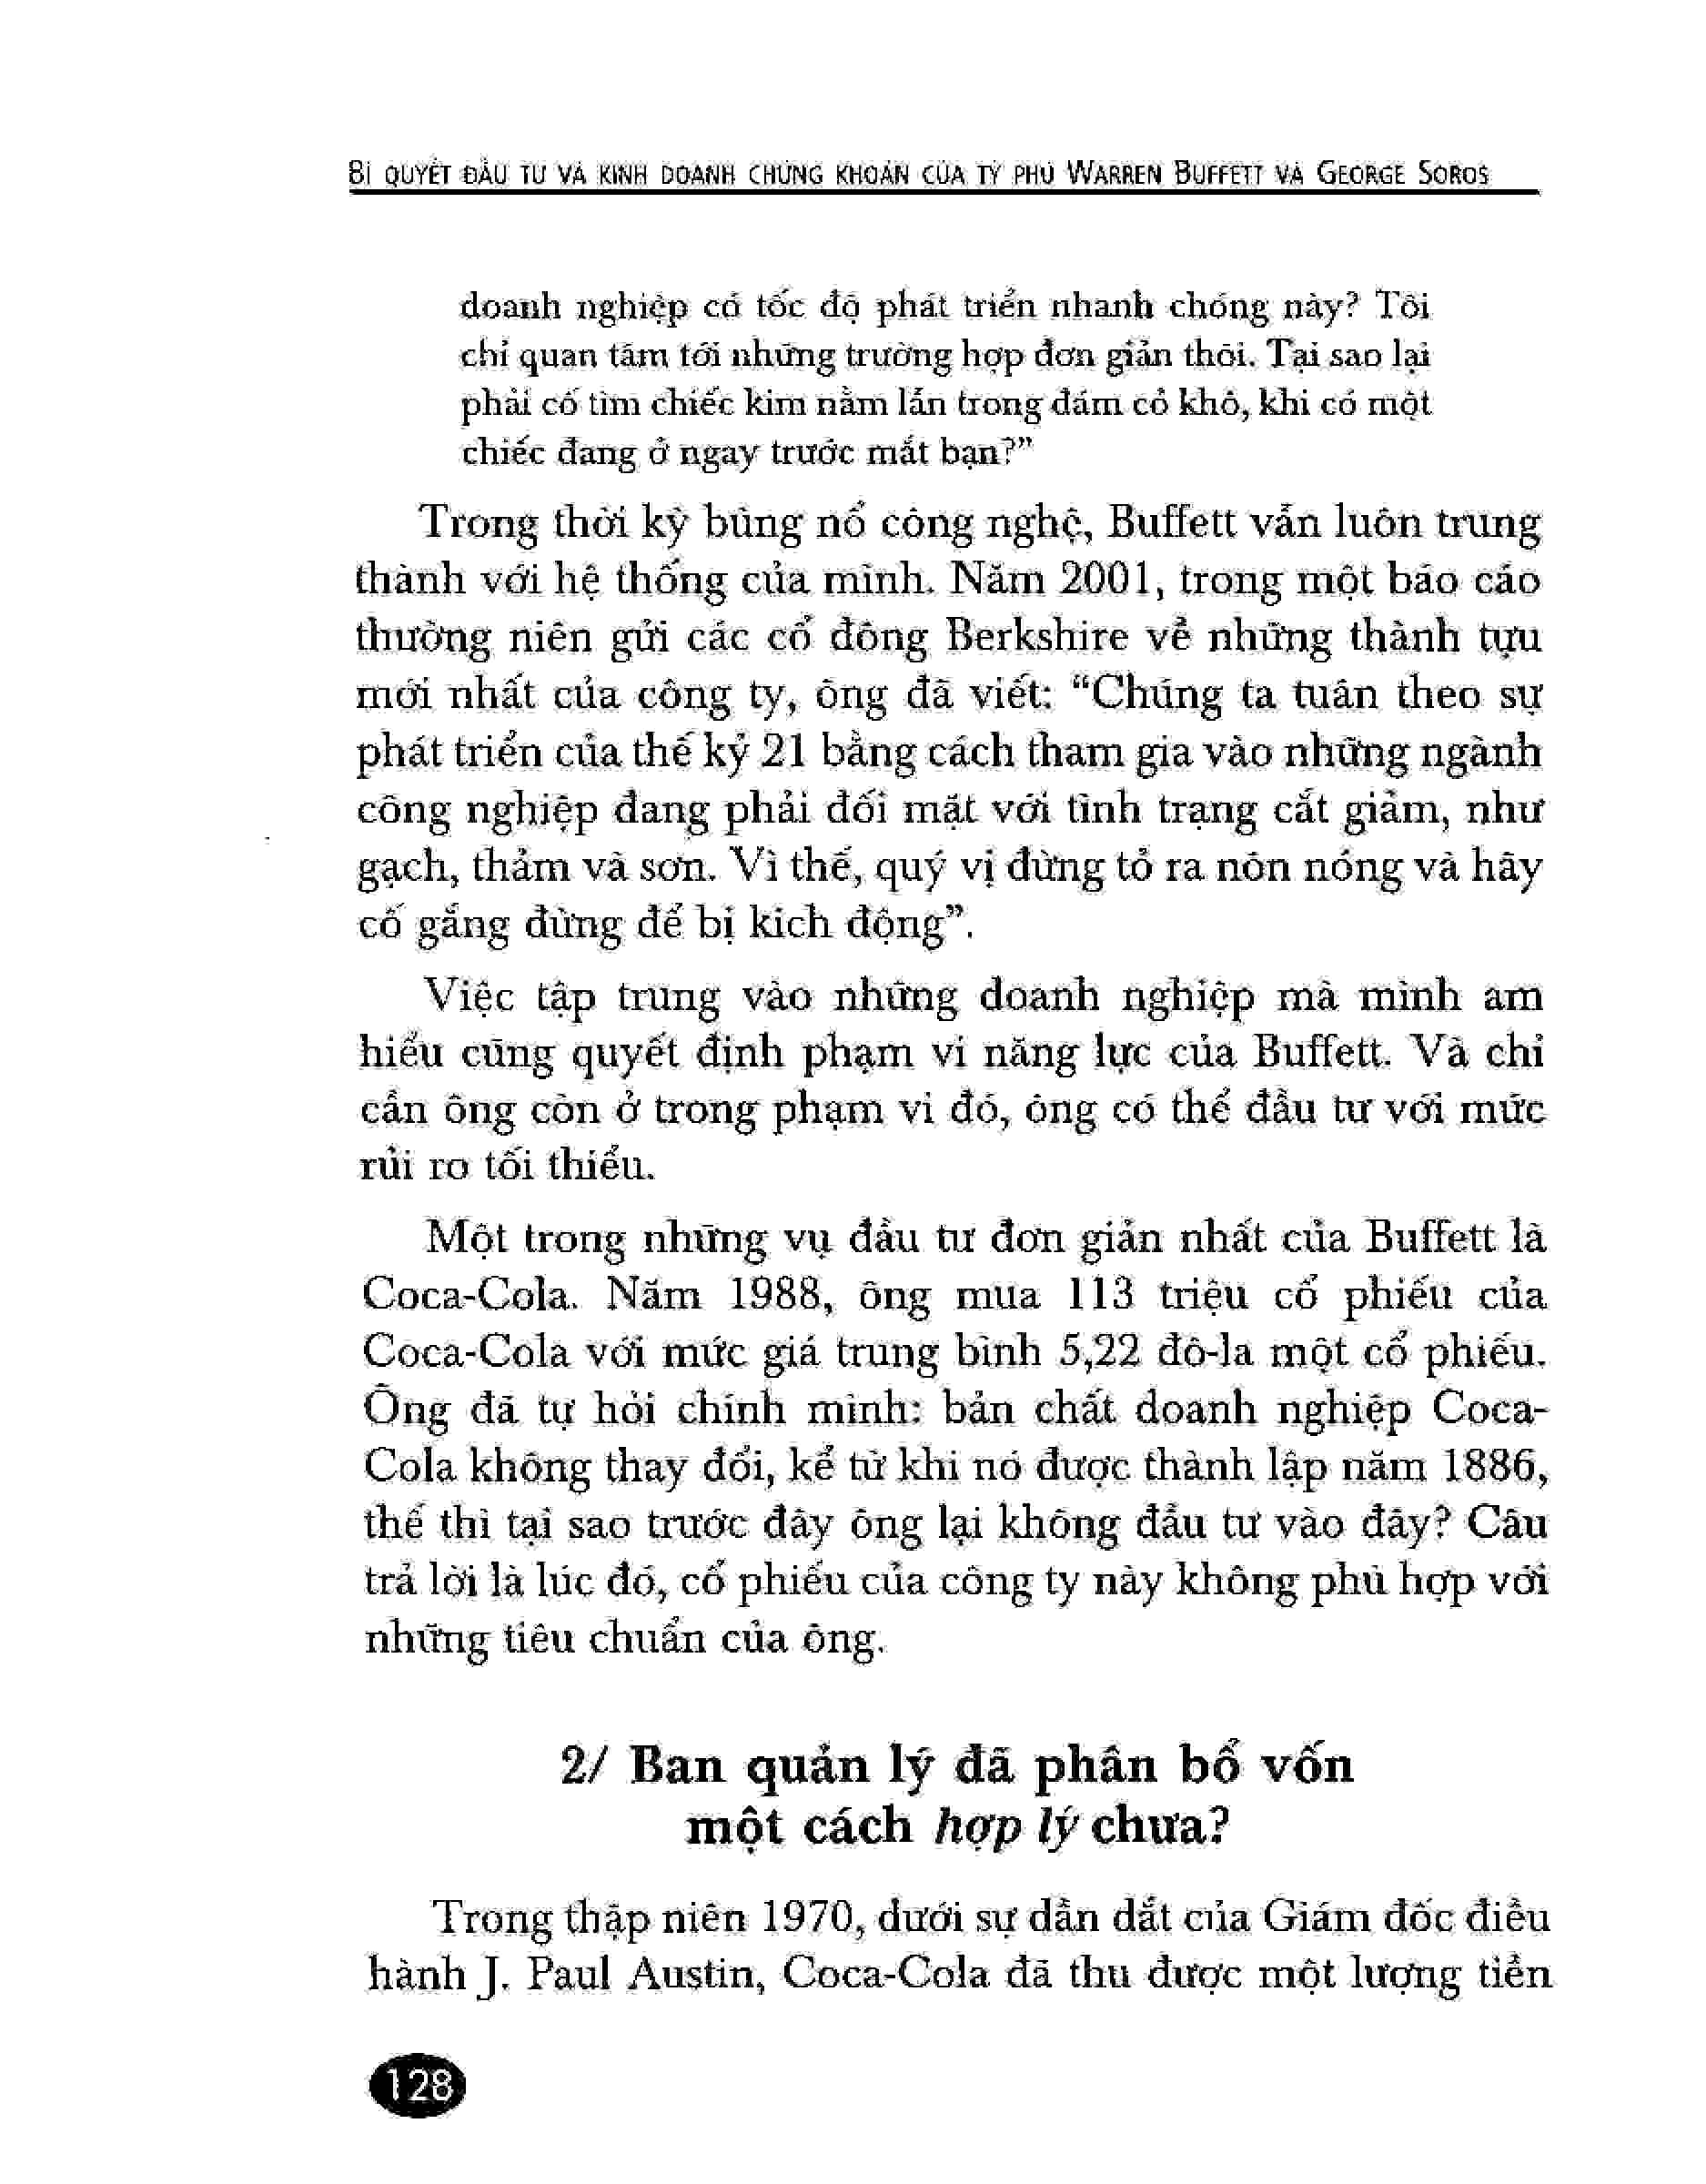 BÍ QUYẾT ĐẦU TƯ VÀ KINH DOANH CHỨNG KHOÁN CỦA TỶ PHÚ WARREN BUFFETT VÀ GEORGE SOROS
doanh nghiệp có tốc độ phát triển nhanh chóng này? Tôi
chỉ quan tâm tới những trường hợp đơn giản thôi. Tại sao lại
phải cố tìm chiếc kim nằm lẫn trong đám cỏ khô, khi có một
chiếc đang ở ngay trước mắt bạn?”
Trong thời kỳ bùng nổ công nghệ, Buffett vẫn luôn trung
thành với hệ thống của mình. Năm 2001, trong một báo cáo
thường niên gửi các cổ đông Berkshire về những thành tựu
mới nhất của công ty, ông đã viết: “Chúng ta tuân theo sự
phát triển của thế kỷ 21 bằng cách tham gia vào những ngành
công nghiệp đang phải đối mặt với tình trạng cắt giảm, như
gạch, thảm và sơn. Vì thế, quý vị đừng tỏ ra nôn nóng và hãy
cố gắng đừng để bị kích động”.
Việc tập trung vào những doanh nghiệp mà mình am
hiểu cũng quyết định phạm vi năng lực của Buffett. Và chỉ
cần ông còn ở trong phạm vi đó, ông có thể đầu tư với mức
rủi ro tối thiểu.
Một trong những vụ đầu tư đơn giản nhất của Buffett là
Coca-Cola. Năm 1988, ông mua 113 triệu cổ phiếu của
Coca-Cola với mức giá trung bình 5,22 đô-la một cổ phiếu.
Ông đã tự hỏi chính mình: bản chất doanh nghiệp Coca-
Cola không thay đổi, kể từ khi nó được thành lập năm 1886,
thế thì tại sao trước đây ông lại không đầu tư vào đây? Câu
trả lời là lúc đó, cổ phiếu của công ty này không phù hợp với
những tiêu chuẩn của ông.
2/ Ban quản lý đã phân bổ vốn
một cách hợp lý chưa?
Trong thập niên 1970, dưới sự dẫn dắt của Giám đốc điều
hành J. Paul Austin, Coca-Cola đã thu được một lượng tiền
128